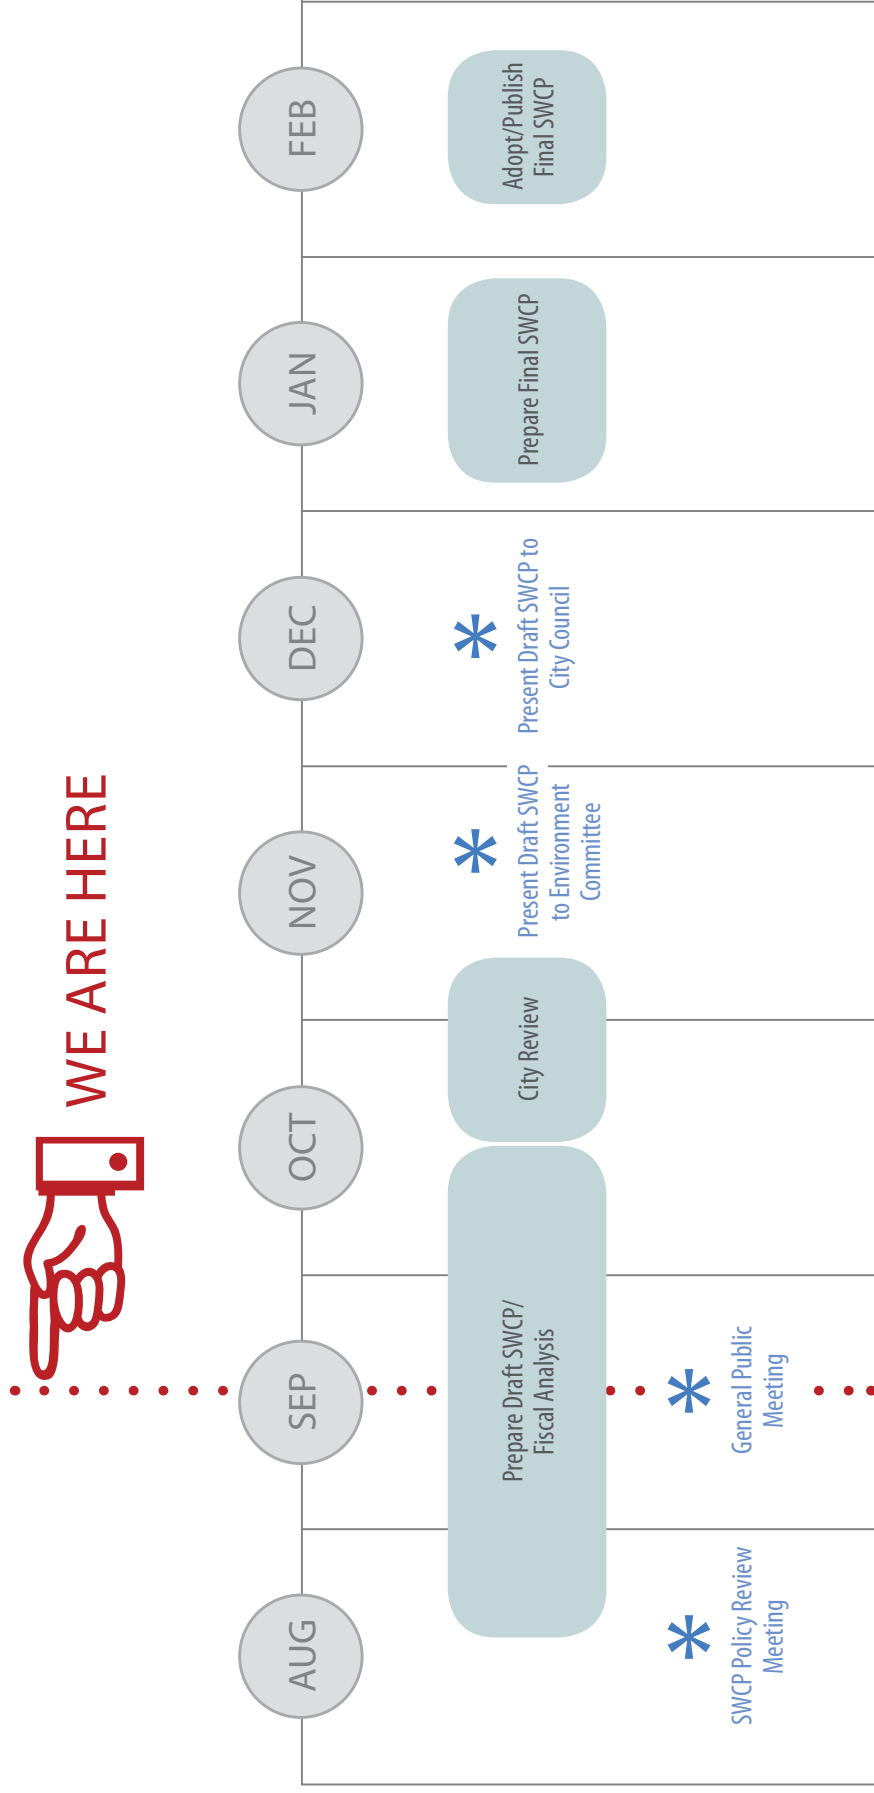 WE ARE HERE
AUG
SEP
OCT
NOV
DEC
JAN
FEB
Prepare Draft SWCP/
Fiscal Analysis
City Review
Present Draft SWCP
to Environment
Committee
Present Draft SWCP to
City Council
Prepare Final SWCP
Adopt/Publish
Final SWCP
SWCP Policy Review
Meeting
General Public
Meeting